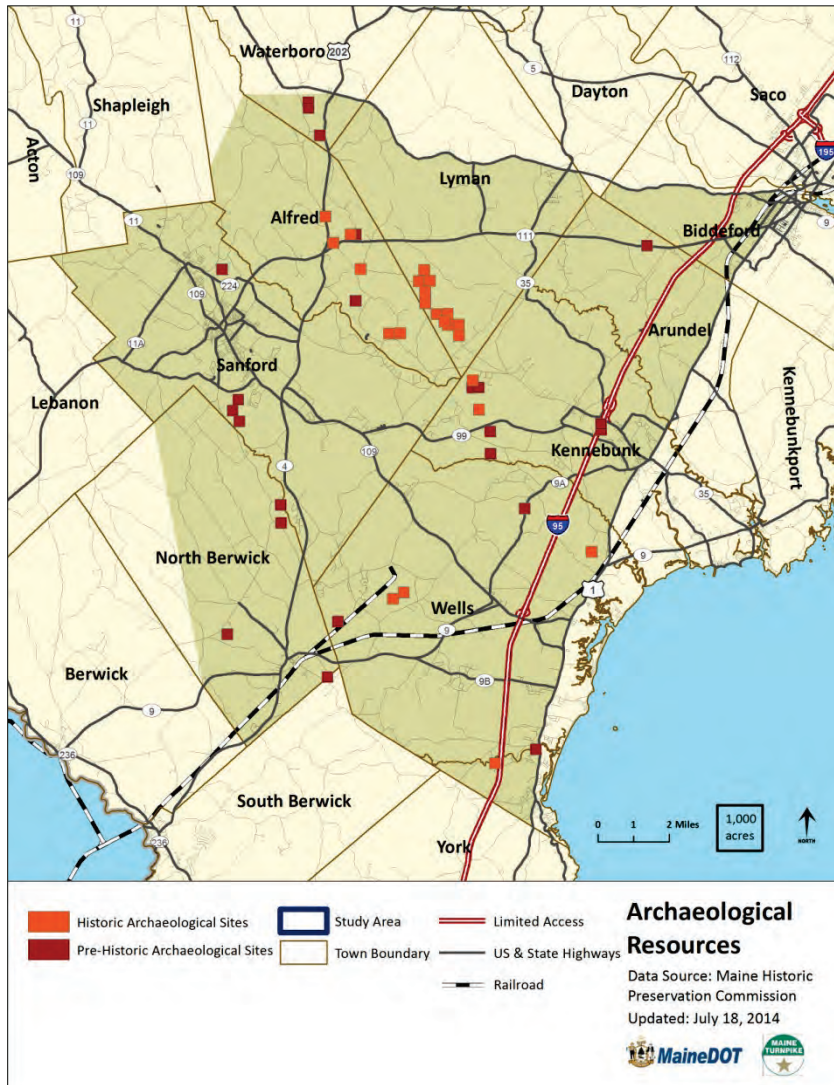 11
Waterboro
202
5
112
Dayton
Saco
Shapleigh
11
195
Acton
109
Lyman
Alfred
9
11
111
Biddeford
35
109
224
Arundel
11A
Sanford
Lebanon
Kennebunkport
99
Kennebunk
109
4
9A
35
95
North Berwick
9
1
Wells
9
Berwick
9B
9
236
South Berwick
1,000
acres
0 1 2 Miles
NORTH
236
York
Historic Archaeological Sites
Pre-Historic Archaeological Sites
Study Area
Town Boundary
Limited Access
US & State Highways
Railroad
Archaeological
Resources
Data Source: Maine Historic
Preservation Commission
Updated: July 18, 2014
MaineDOT
MAINE
TURNPIKE